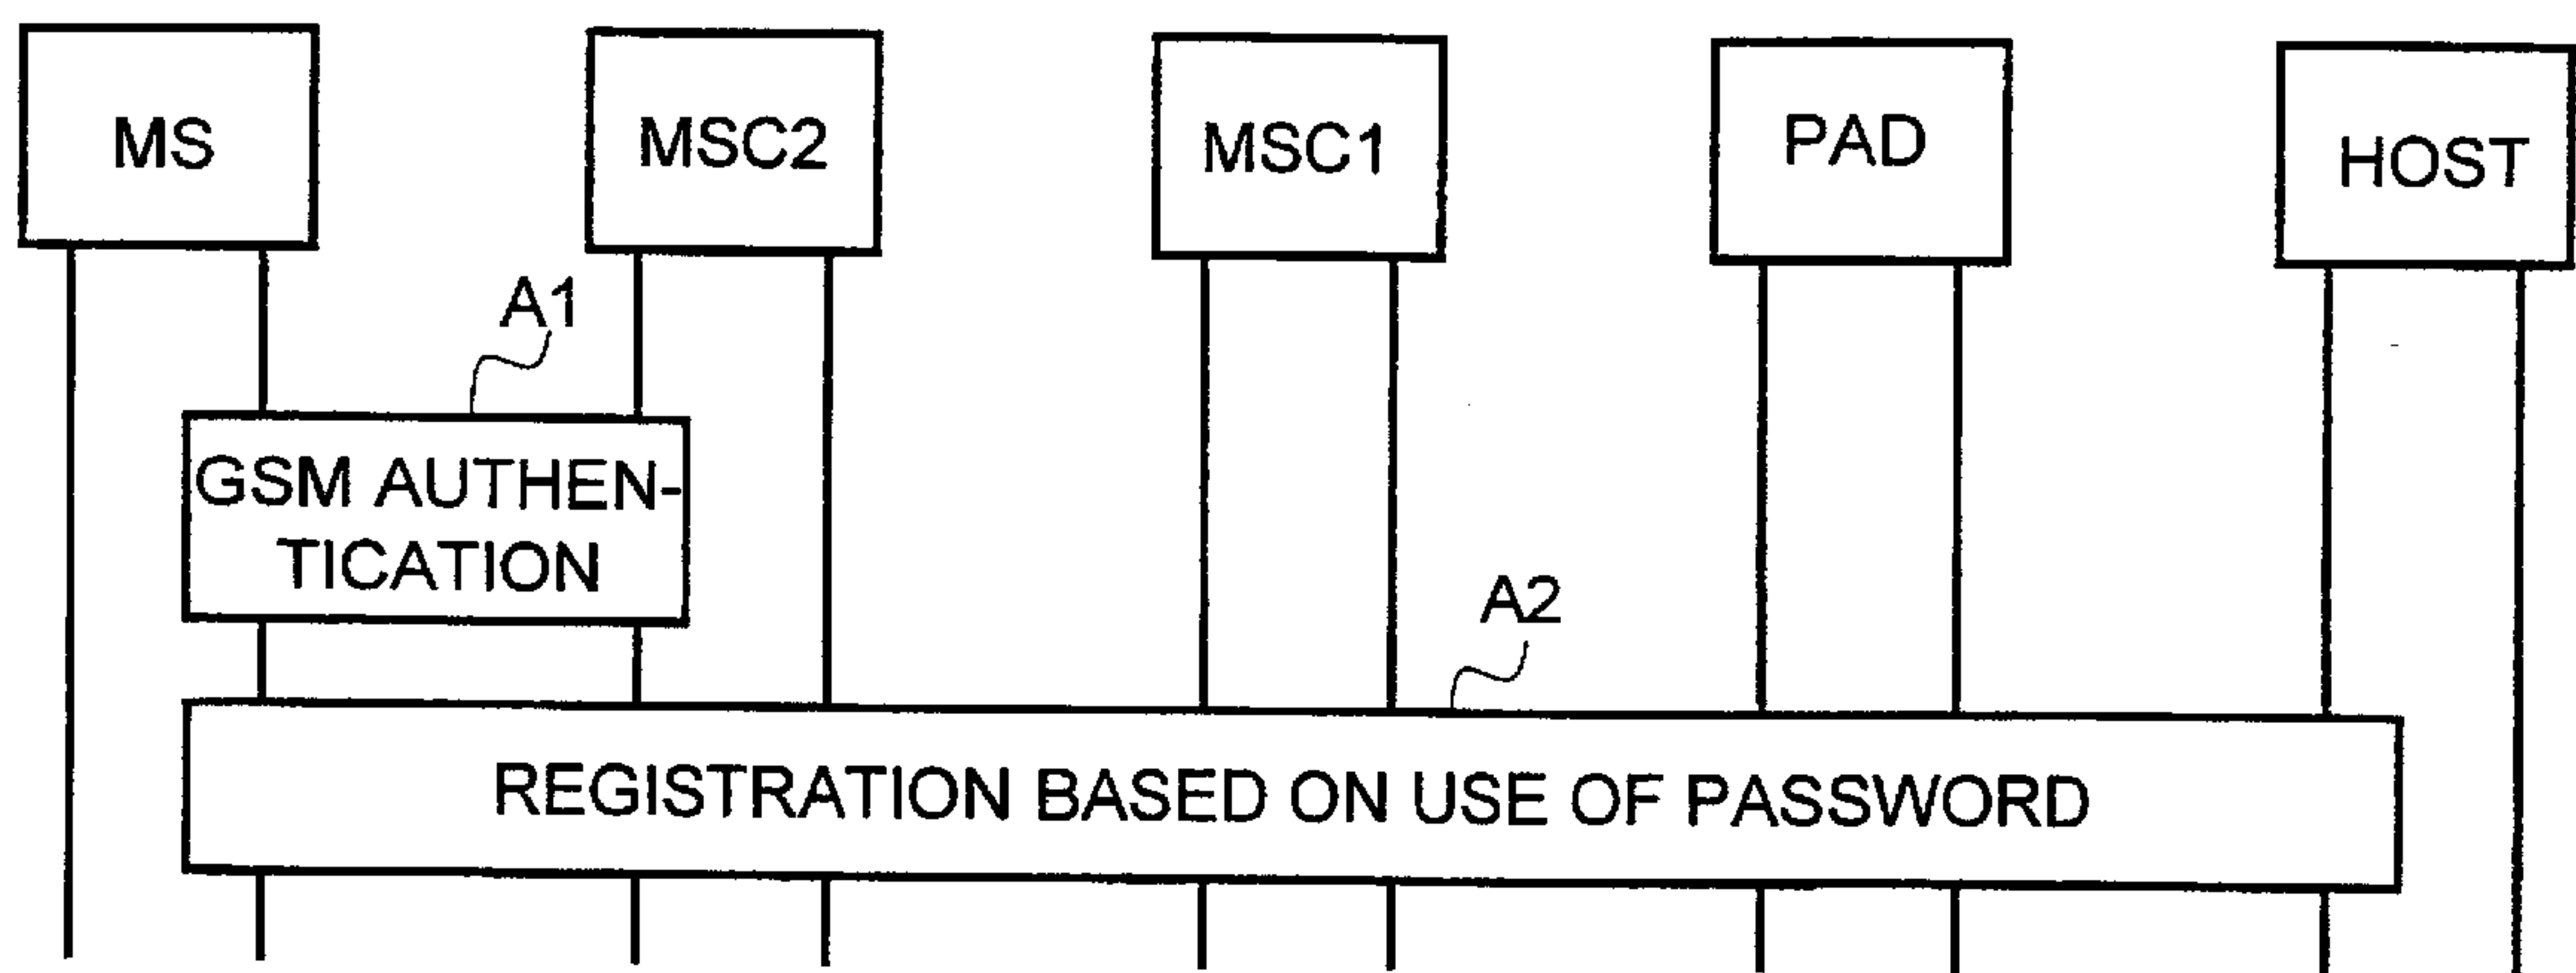 MS
MSC2
MSC1
PAD
HOST
A1
GSM AUTHEN-
TICATION
A2
REGISTRATION BASED ON USE OF PASSWORD